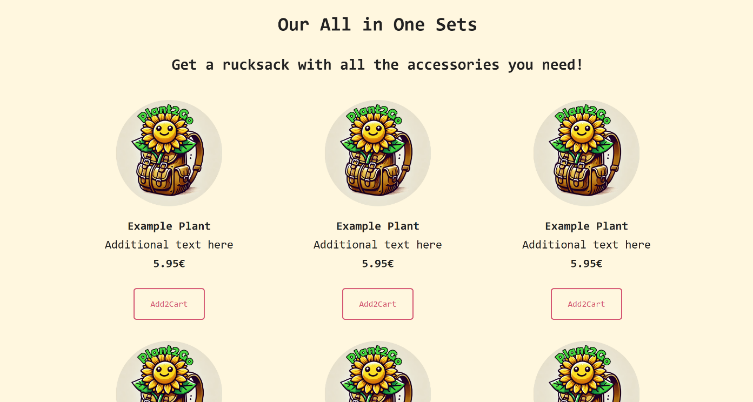 Our All in One Sets
Get a rucksack with all the accessories you need!
Plant2Go
Plant2Go
Plant2Go
Example Plant
Example Plant
Example Plant
Additional text here
Additional text here
Additional text here
5.95€
5.95€
5.95€
Add2Cart
Add2Cart
Add2Cart
Plant2Go
Plant2Go
Plant2Go